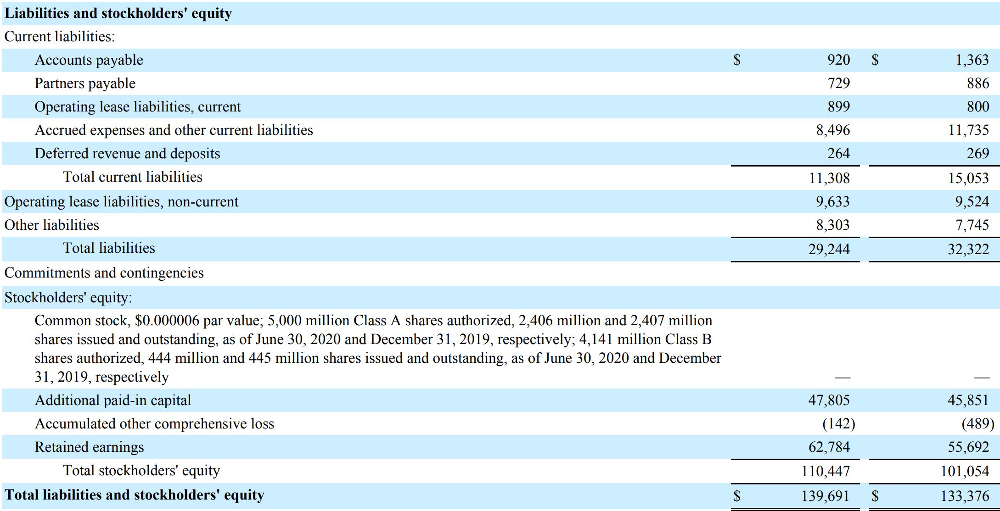 Liabilities and stockholders' equity
Current liabilities:
Accounts payable $ 920 $ 1,363
Partners payable 729 886
Operating lease liabilities, current 899 800
Accrued expenses and other current liabilities 8,496 11,735
Deferred revenue and deposits 264 269
Total current liabilities 11,308 15,053
Operating lease liabilities, non-current 9,633 9,524
Other liabilities 8,303 7,745
Total liabilities 29,244 32,322
Commitments and contingencies
Stockholders' equity:
Common stock, $0.000006 par value; 5,000 million Class A shares authorized, 2,406 million and 2,407 million
shares issued and outstanding, as of June 30, 2020 and December 31, 2019, respectively; 4,141 million Class B
shares authorized, 444 million and 445 million shares issued and outstanding, as of June 30, 2020 and December
31, 2019, respectively — —
Additional paid-in capital 47,805 45,851
Accumulated other comprehensive loss (142) (489)
Retained earnings 62,784 55,692
Total stockholders' equity 110,447 101,054
Total liabilities and stockholders' equity $ 139,691 $ 133,376